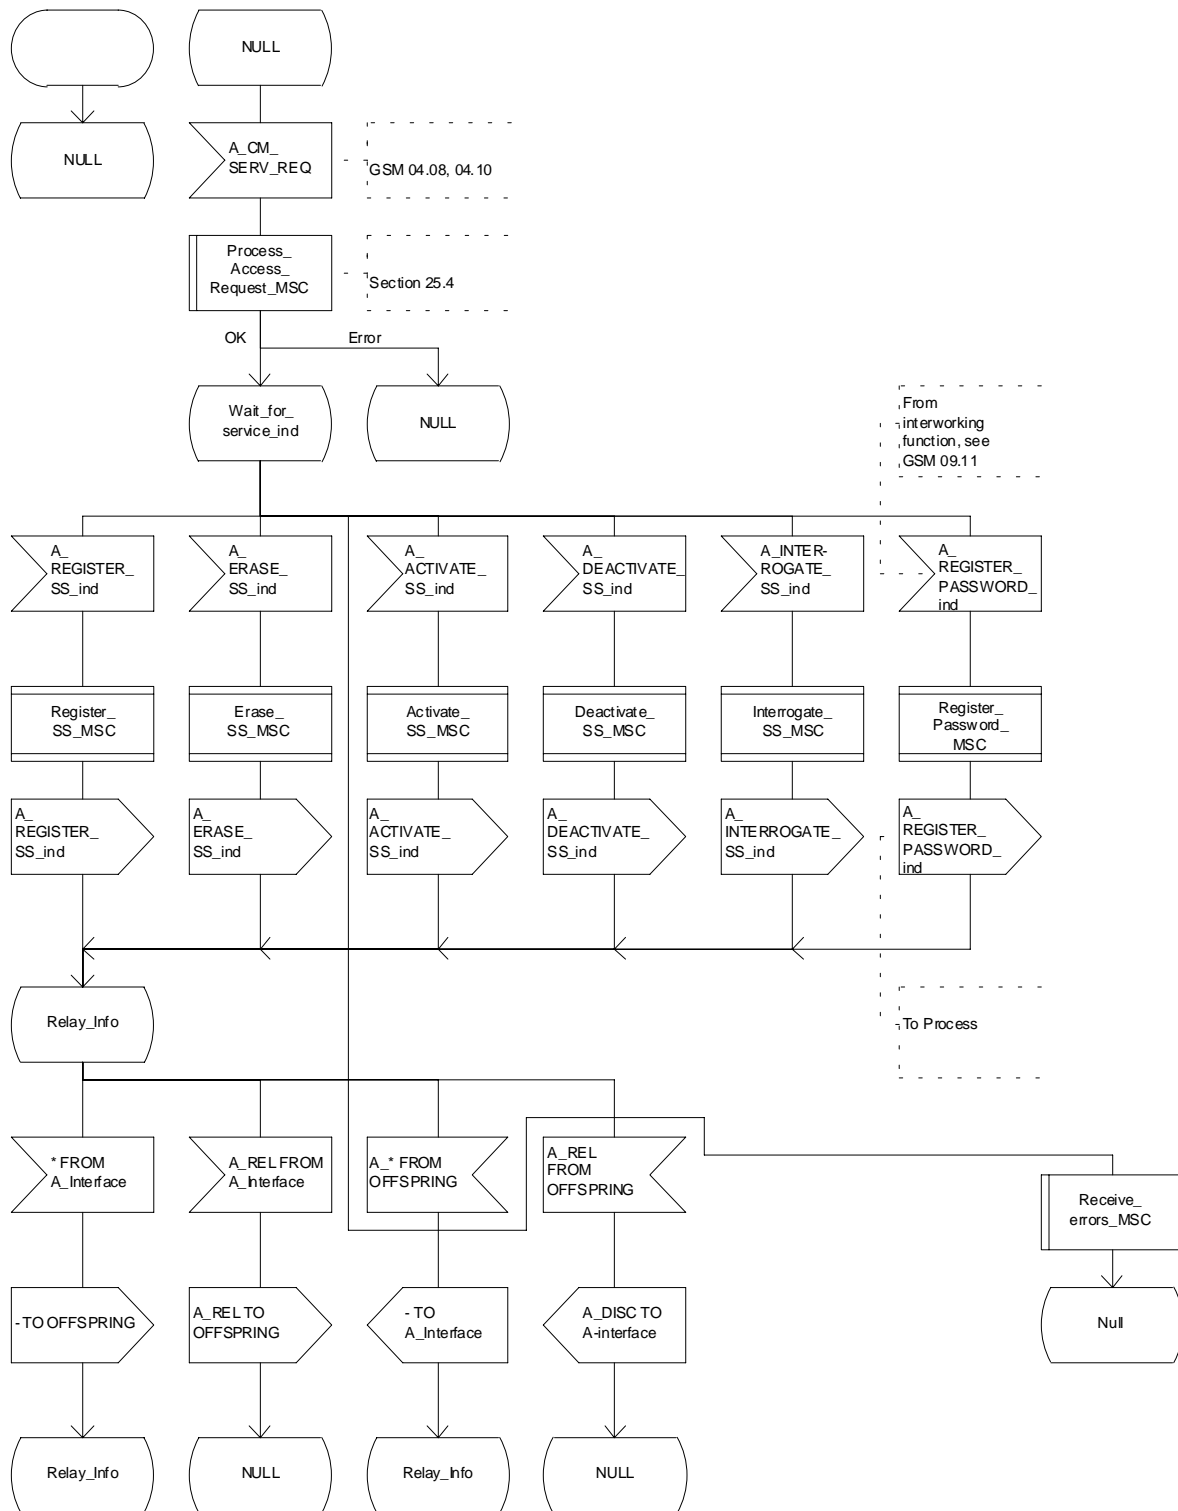 NULL
NULL
A_CM_
SERV_REQ
GSM 04.08, 04.10
Process_
Access_
Request_MSC
Section 25.4
OK
Error
Wait_for_
service_ind
NULL
From
interworking
function, see
GSM 09.11
A_
REGISTER_
SS_ind
A_
ERASE_
SS_ind
A_
ACTIVATE_
SS_ind
A_
DEACTIVATE_
SS_ind
A_INTER-
ROGATE_
SS_ind
A_
REGISTER_
PASSWORD_
ind
Register_
SS_MSC
Erase_
SS_MSC
Activate_
SS_MSC
Deactivate_
SS_MSC
Interrogate_
SS_MSC
Register_
Password_
MSC
A_
REGISTER_
SS_ind
A_
ERASE_
SS_ind
A_
ACTIVATE_
SS_ind
A_
DEACTIVATE_
SS_ind
A_
INTERROGATE_
SS_ind
A_
REGISTER_
PASSWORD_
ind
Relay_Info
To Process
* FROM
A_Interface
A_REL FROM
A_Interface
A_* FROM
OFFSPRING
A_REL
FROM
OFFSPRING
Receive_
errors_MSC
- TO OFFSPRING
A_REL TO
OFFSPRING
- TO
A_Interface
A_DISC TO
A-interface
Null
Relay_Info
NULL
Relay_Info
NULL